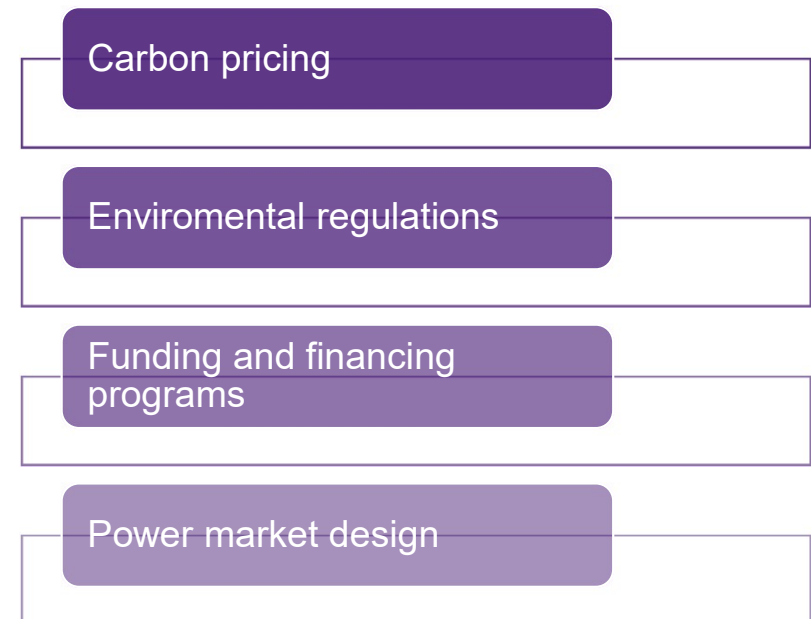 Carbon pricing
Enviromental regulations
Funding and financing
programs
Power market design